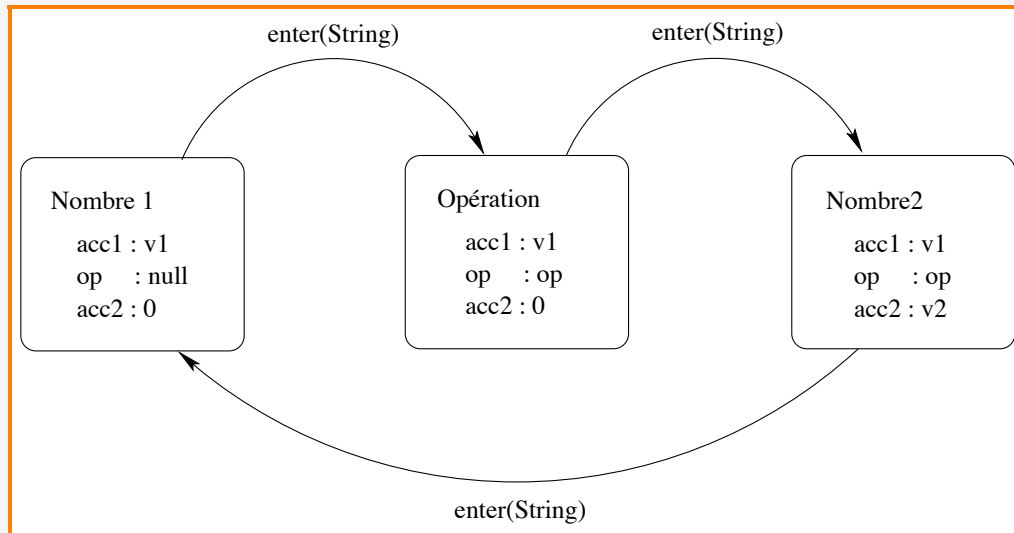 enter(String)
enter(String)
Nombre 1
acc1 : v1
op : null
acc2 : 0
Opération
acc1 : v1
op : op
acc2 : 0
Nombre2
acc1 : v1
op : op
acc2 : v2
enter(String)